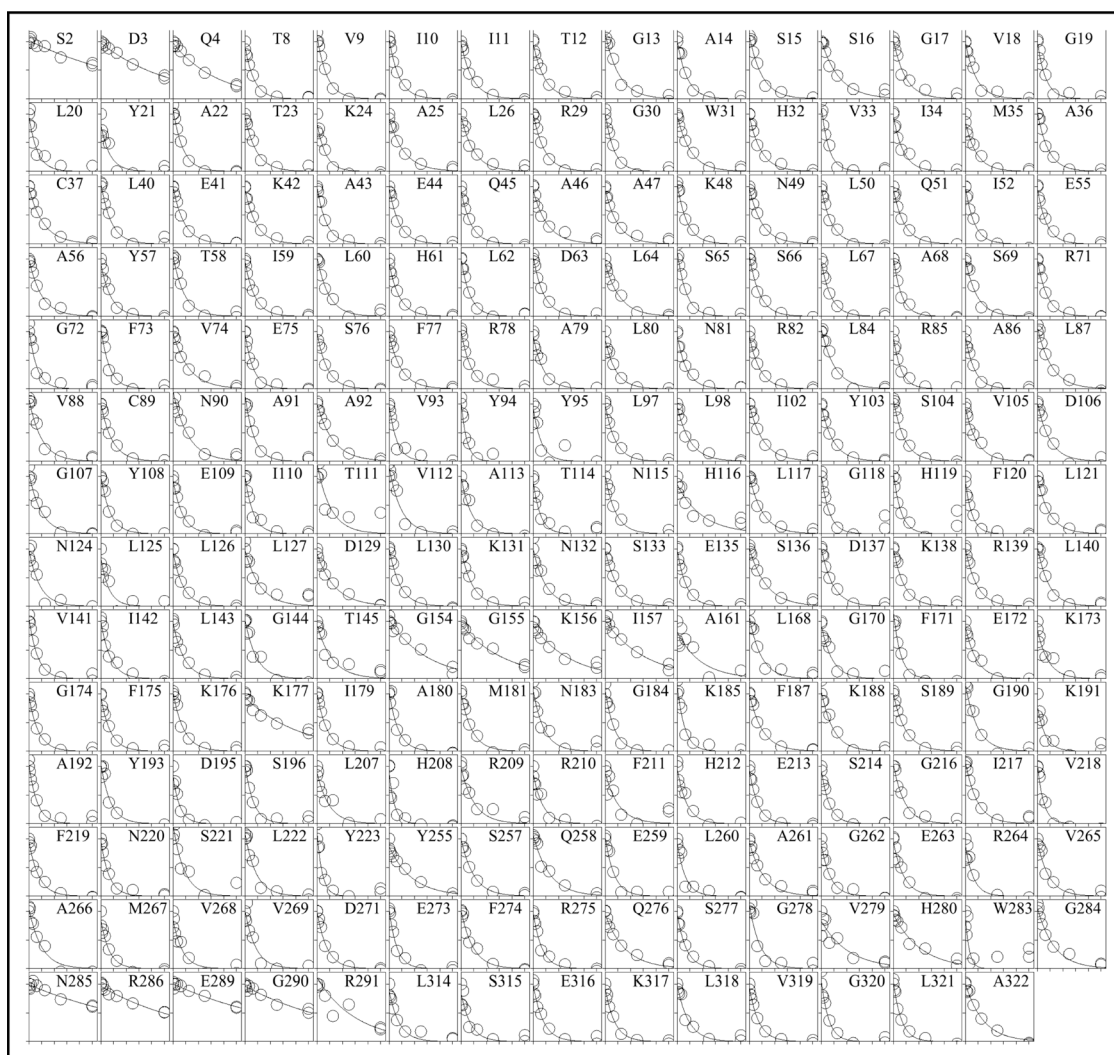 S2 D3 Q4 T8 V9 I10 I11 T12 G13 A14 S15 S16 G17 V18 G19
L20 Y21 A22 T23 K24 A25 L26 R29 G30 W31 H32 V33 I34 M35 A36
C37 L40 E41 K42 A43 E44 Q45 A46 A47 K48 N49 L50 Q51 I52 E55
A56 Y57 T58 I59 L60 H61 L62 D63 L64 S65 S66 L67 A68 S69 R71
G72 F73 V74 E75 S76 F77 R78 A79 L80 N81 R82 L84 R85 A86 L87
V88 C89 N90 A91 A92 V93 Y94 Y95 L97 L98 I102 Y103 S104 V105 D106
G107 Y108 E109 I110 T111 V112 A113 T114 N115 H116 L117 G118 H119 F120 L121
N124 L125 L126 L127 D129 L130 K131 N132 S133 E135 S136 D137 K138 R139 L140
V141 I142 L143 G144 T145 G154 G155 K156 I157 A161 L168 G170 F171 E172 K173
G174 F175 K176 K177 I179 A180 M181 N183 G184 K185 F187 K188 S189 G190 K191
A192 Y193 D195 S196 L207 H208 R209 R210 F211 H212 E213 S214 G216 I217 V218
F219 N220 S221 L222 Y223 Y255 S257 Q258 E259 L260 A261 G262 E263 R264 V265
A266 M267 V268 V269 D271 E273 F274 R275 Q276 S277 G278 V279 H280 W283 G284
N285 R286 E289 G290 R291 L314 S315 E316 K317 L318 V319 G320 L321 A322